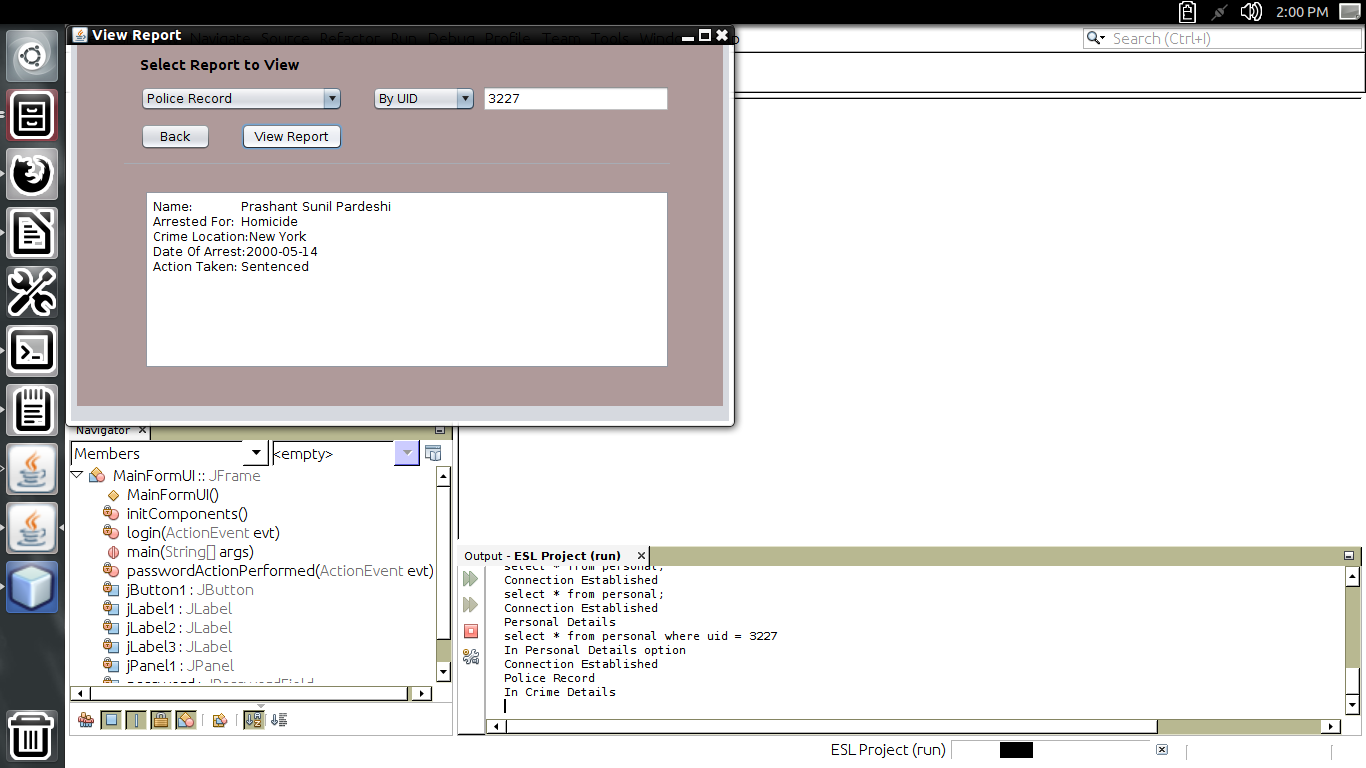 2:00 PM
View Report
Navigate Source Refactor Run Debug Profile Team Tools
Search (Ctrl+I)
Select Report to View
Police Record
By UID
3227
Back
View Report
Name: Prashant Sunil Pardeshi
Arrested For: Homicide
Crime Location:New York
Date Of Arrest:2000-05-14
Action Taken: Sentenced
Navigator
Members
<empty>
MainFormUI :: JFrame
MainFormUI()
initComponents()
login(ActionEvent evt)
main(String[] args)
passwordActionPerformed(ActionEvent evt)
jButton1 : JButton
jLabel1 : JLabel
jLabel2 : JLabel
jLabel3 : JLabel
jPanel1 : JPanel
password : JPasswordField
Output - ESL Project (run)
select * from personal;
Connection Established
select * from personal;
Connection Established
Personal Details
select * from personal where uid = 3227
In Personal Details option
Connection Established
Police Record
In Crime Details
ESL Project (run)